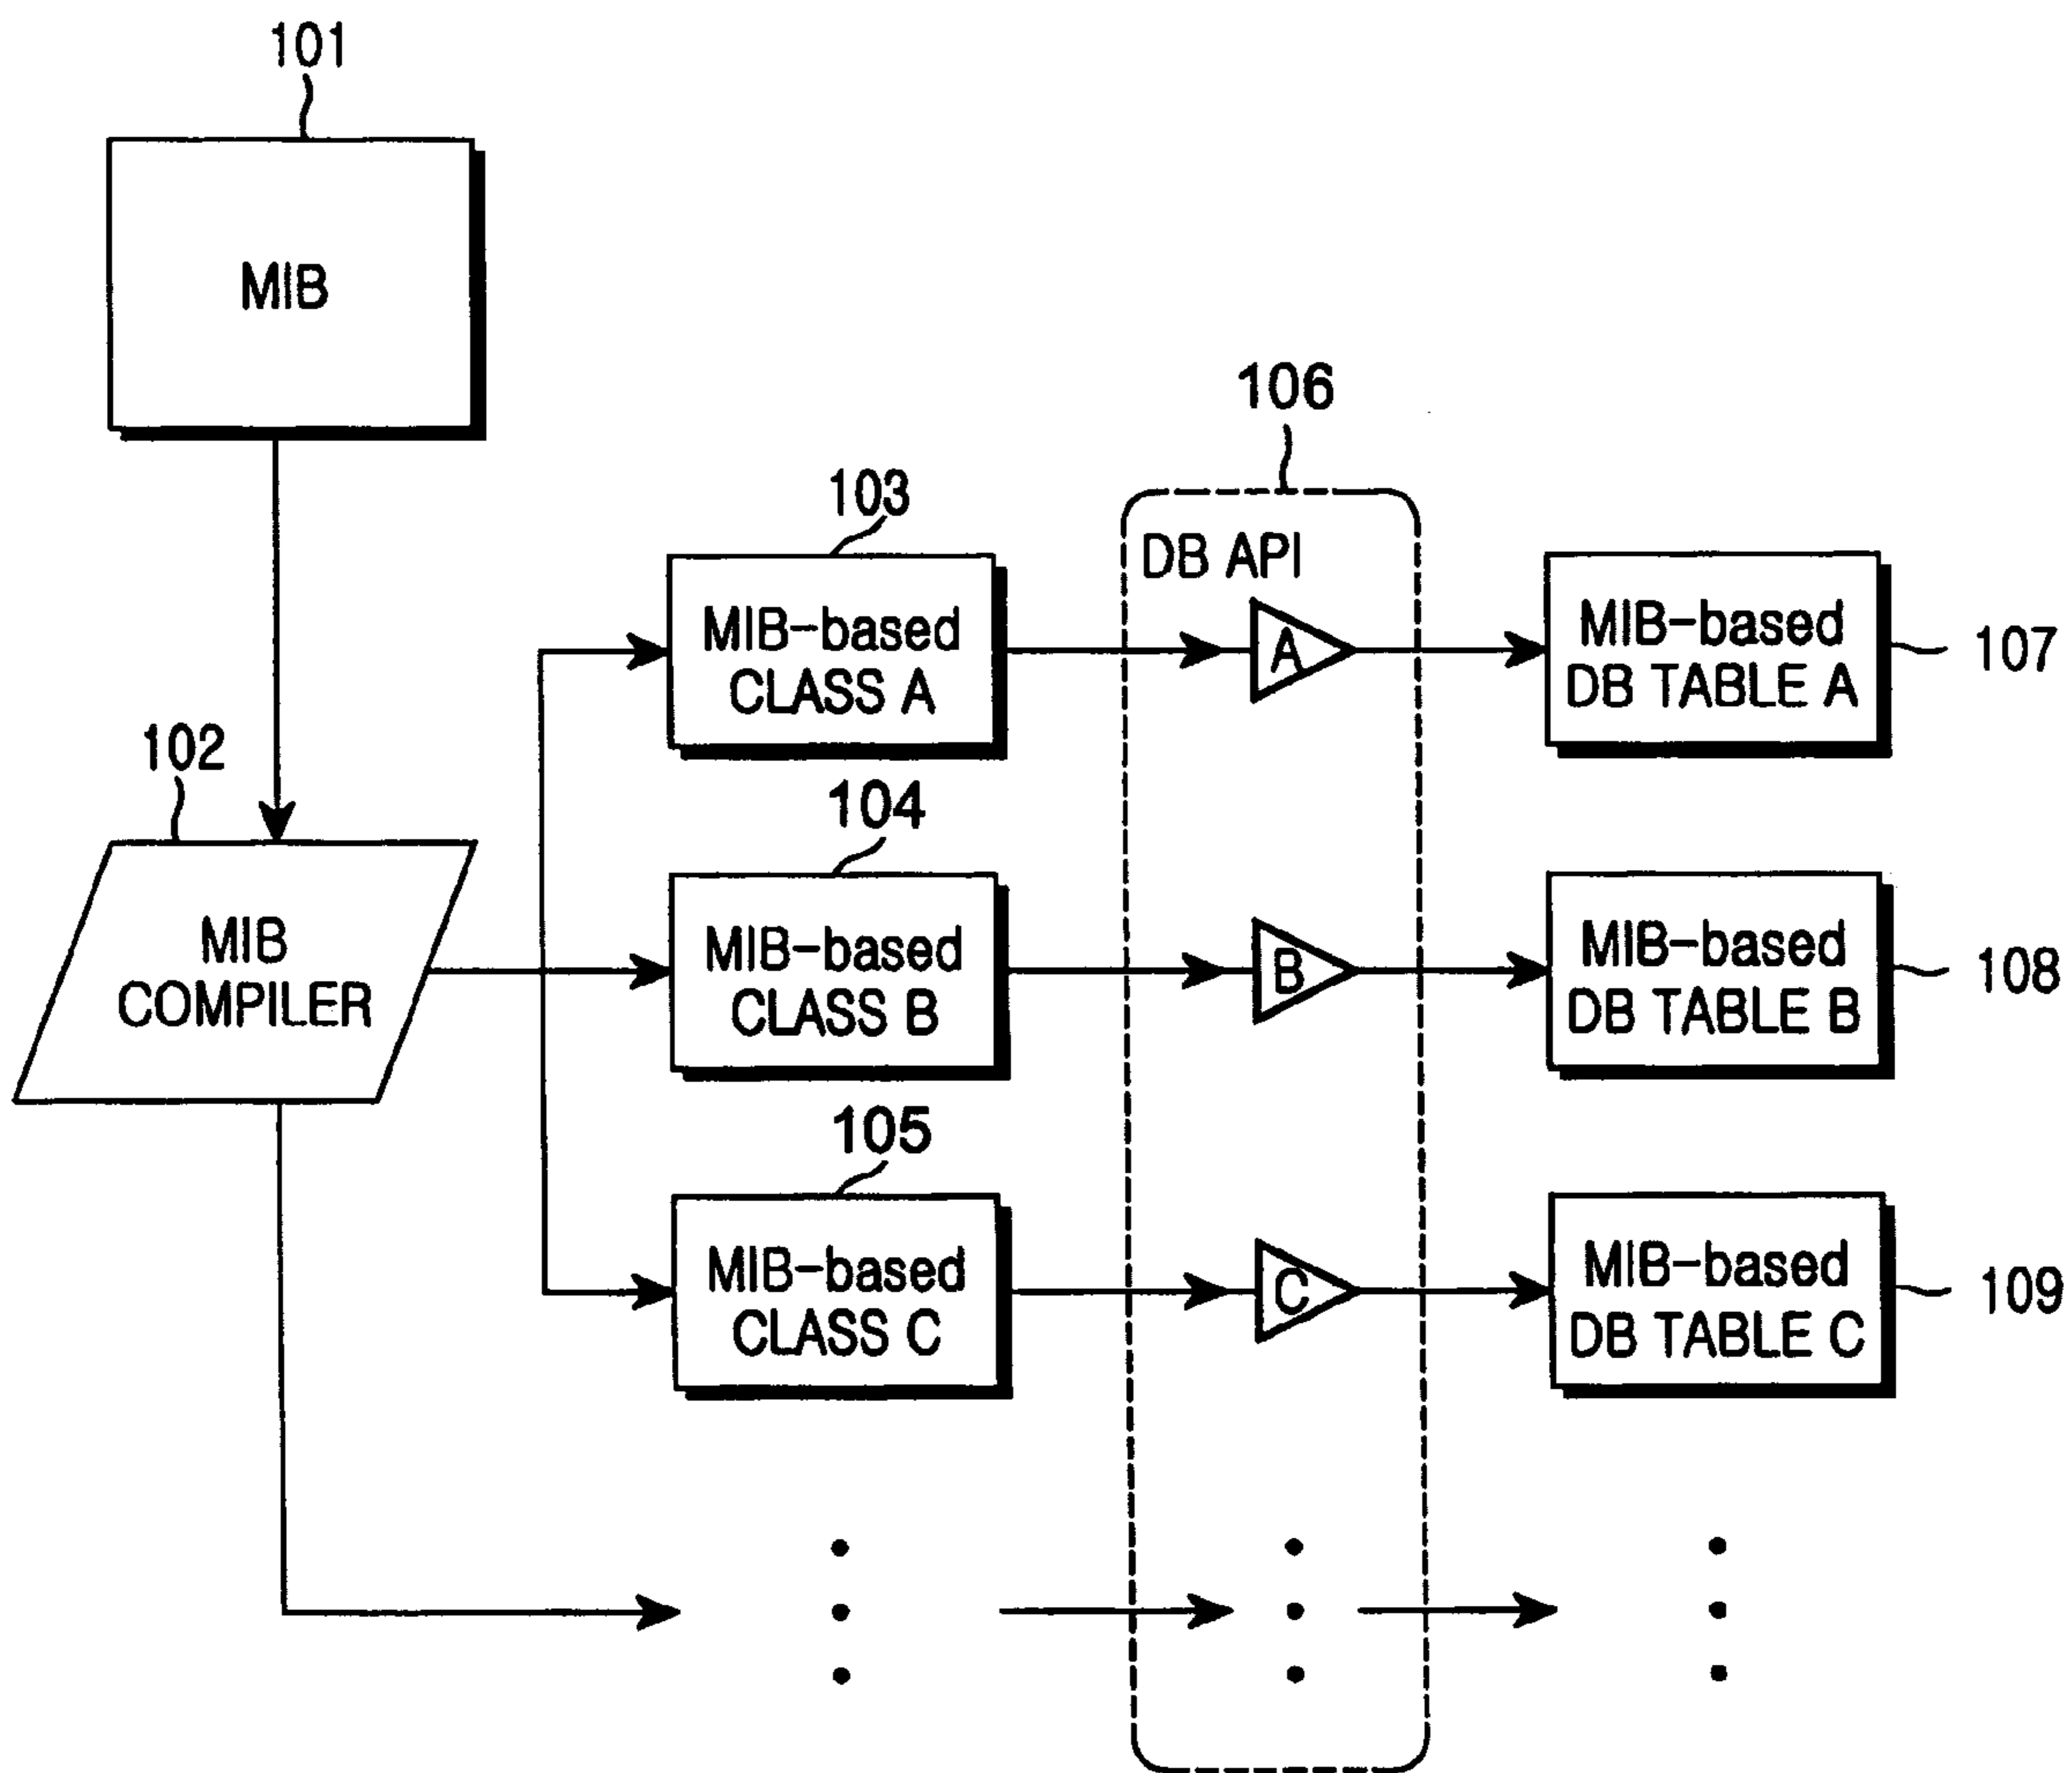 101
MIB
106
103
DB API
MIB-based
CLASS A
A
MIB-based
DB TABLE A
107
102
104
MIB
COMPILER
MIB-based
CLASS B
B
MIB-based
DB TABLE B
108
105
MIB-based
CLASS C
C
MIB-based
DB TABLE C
109